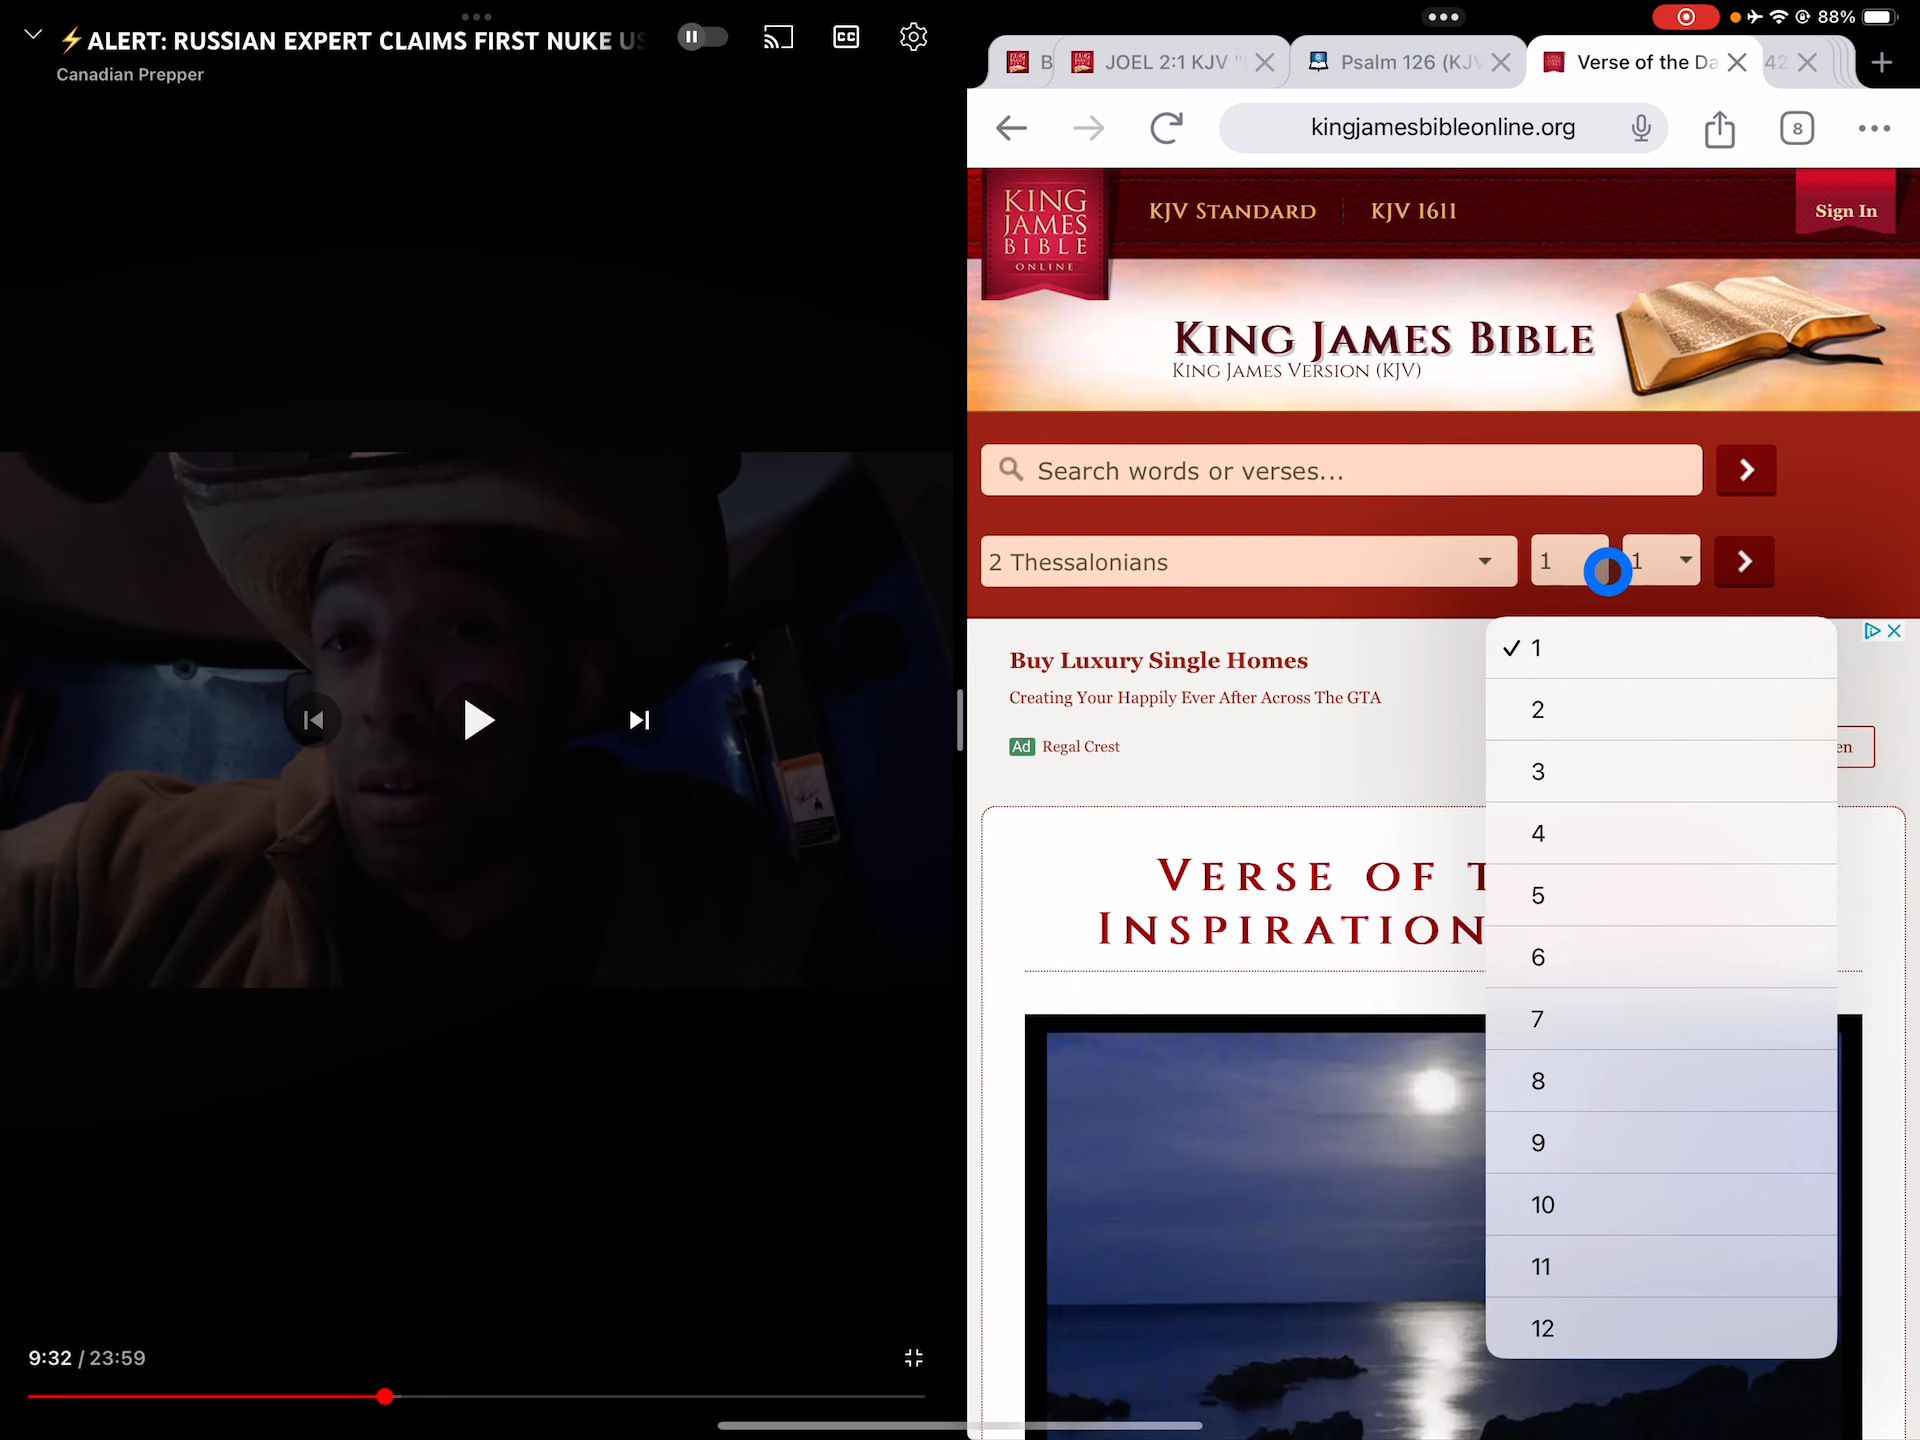 ⚡ALERT: RUSSIAN EXPERT CLAIMS FIRST NUKE US
Canadian Prepper
CC
9:32 / 23:59
88%
B
JOEL 2:1 KJV "
Psalm 126 (KJV
Verse of the Da
42
kingjamesbibleonline.org
8
KING
JAMES
BIBLE
ONLINE
KJV STANDARD
KJV 1611
Sign In
KING JAMES BIBLE
KING JAMES VERSION (KJV)
Search words or verses...
2 Thessalonians
1
1
Buy Luxury Single Homes
Creating Your Happily Ever After Across The GTA
Ad Regal Crest
en
✓ 1
2
3
4
5
6
7
8
9
10
11
12
VERSE OF T
INSPIRATION